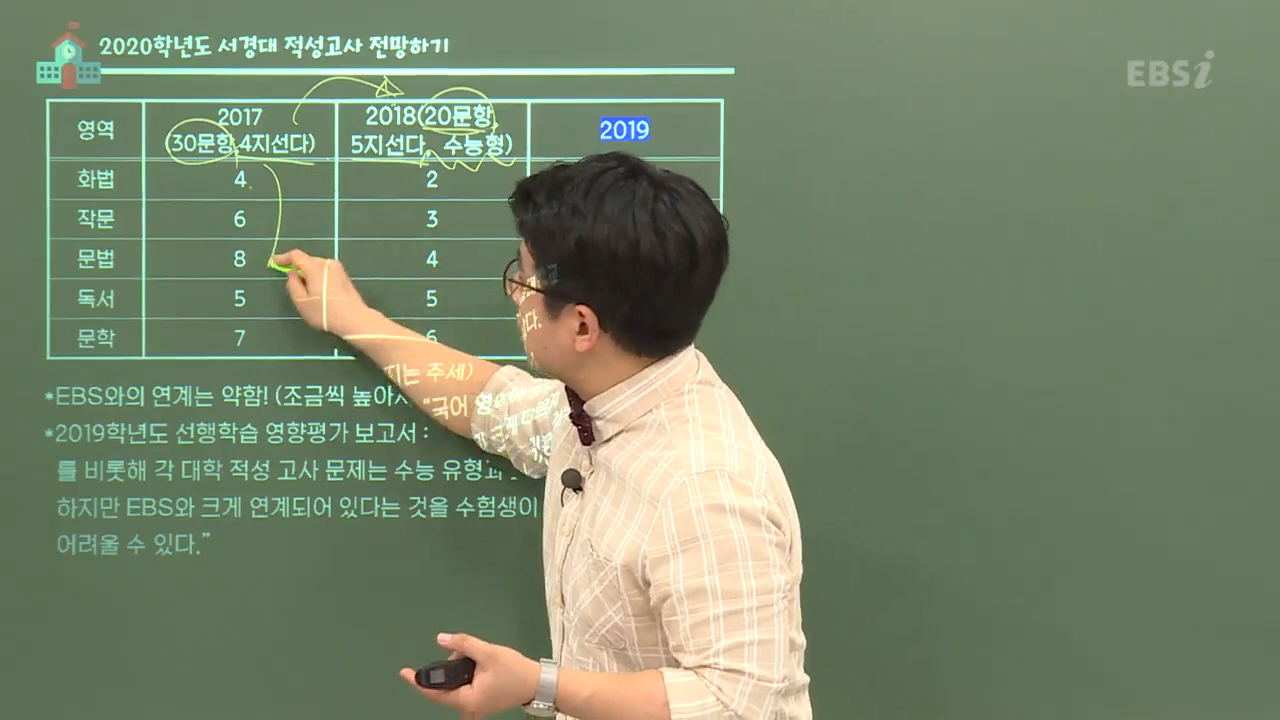 2020학년도 서경대 적성고사 전망하기
EBSi
영역 2017 (30문항,4지선다) 2018(20문항, 5지선다, 수능형) 2019
화법 4 2
작문 6 3
문법 8 4
독서 5 5
문학 7 6
*EBS와의 연계는 약함! (조금씩 높아지는 추세)
*2019학년도 선행학습 영향평가 보고서 : "국어
를 비롯해 각 대학 적성 고사 문제는 수능 유형과
하지만 EBS와 크게 연계되어 있다는 것을 수험생이
어려울 수 있다."